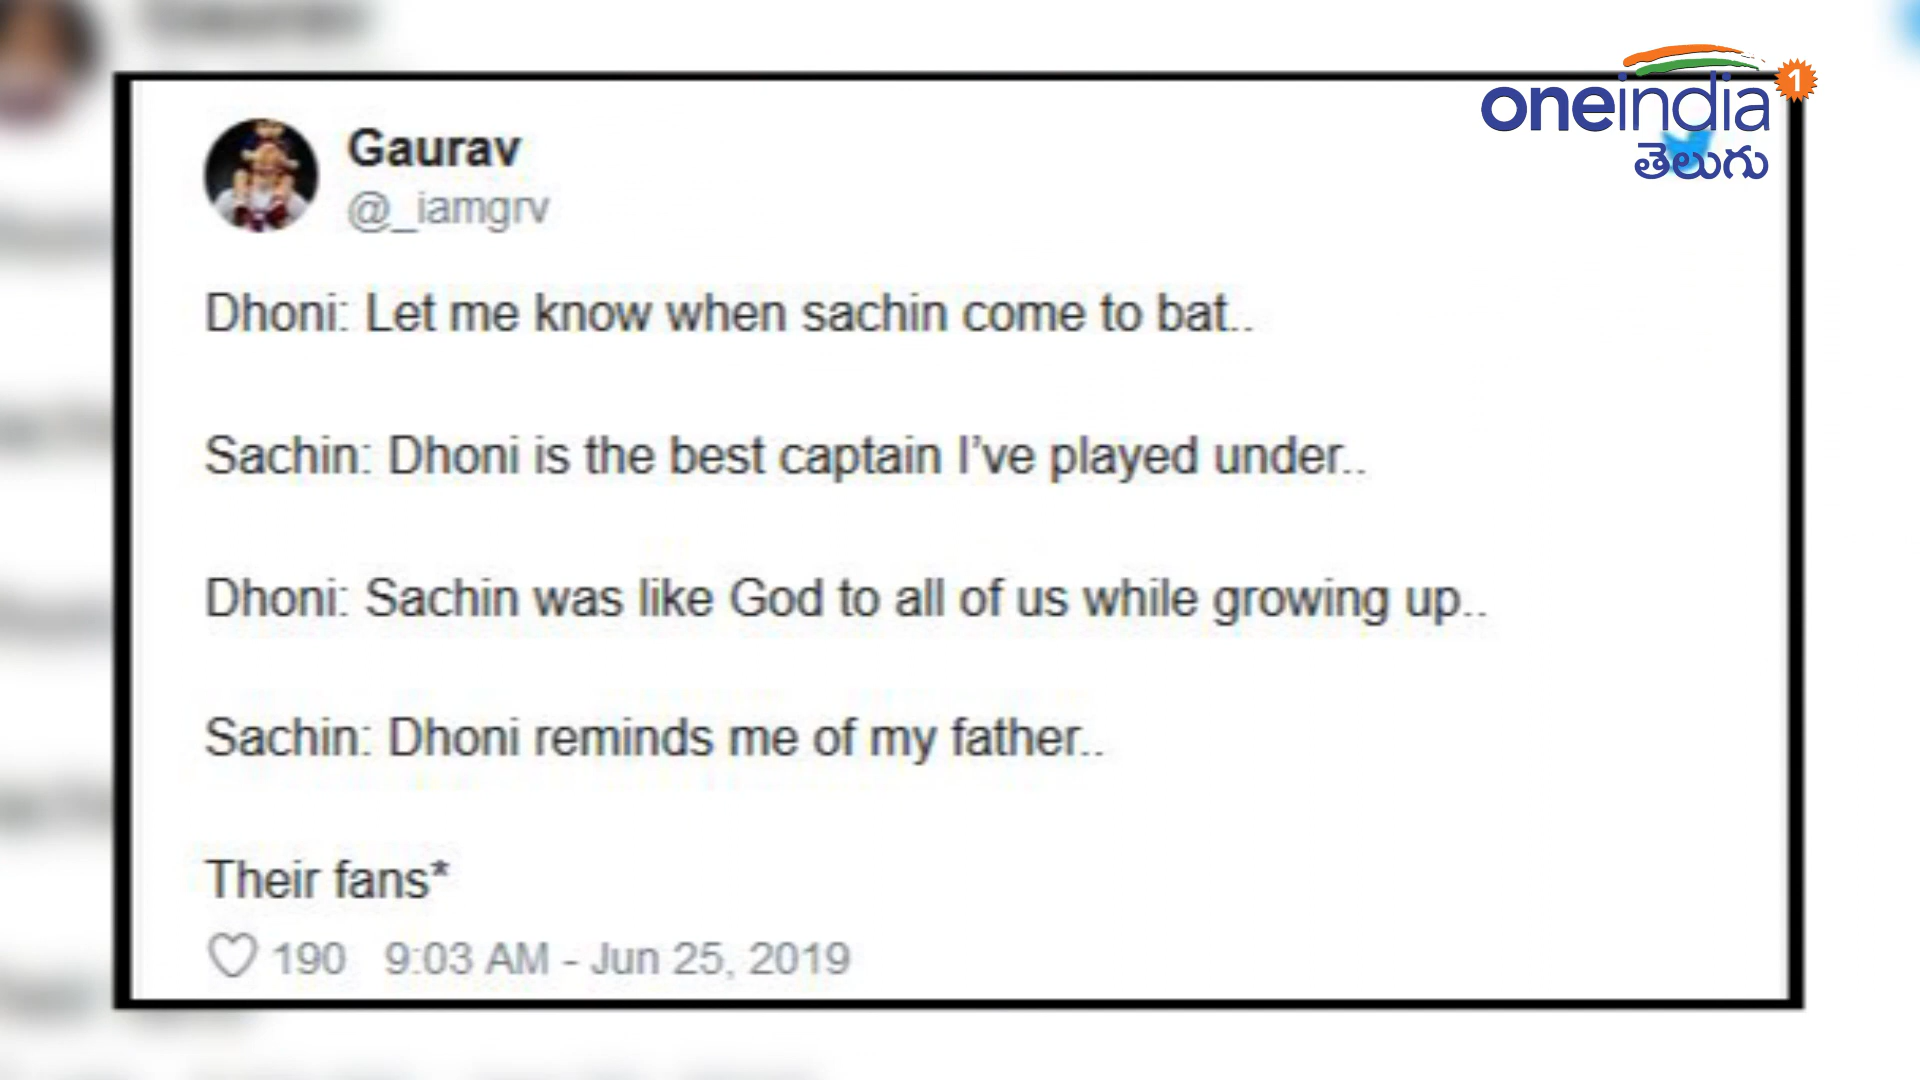 oneindia 1
తెలుగు
Gaurav
@_iamgrv
Dhoni: Let me know when sachin come to bat..
Sachin: Dhoni is the best captain I've played under..
Dhoni: Sachin was like God to all of us while growing up..
Sachin: Dhoni reminds me of my father..
Their fans*
190 9:03 AM - Jun 25, 2019